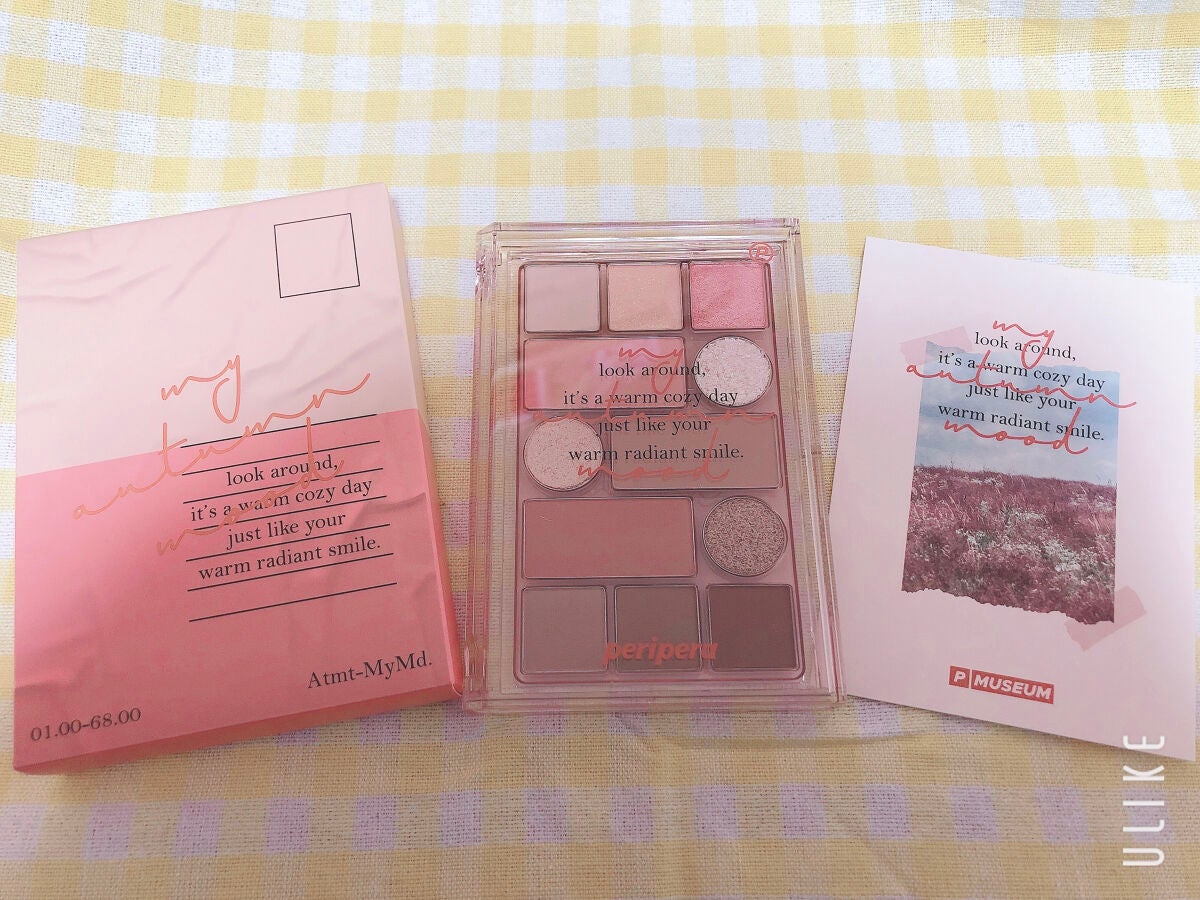 my
autumn
mood
look around,
it's a warm cozy day
just like your
warm radiant smile.
Atmt-MyMd.
01.00-68.00
P
my
autumn
mood
look around,
it's a warm cozy day
just like your
warm radiant smile.
peripera
my
autumn
mood
look around,
it's a warm cozy day
just like your
warm radiant smile.
P MUSEUM
ULIKE